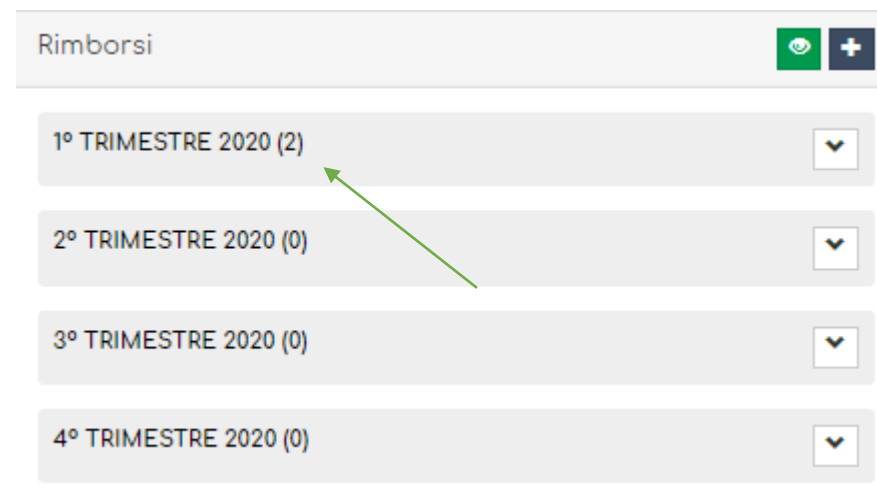 Rimborsi
1º TRIMESTRE 2020 (2)
2º TRIMESTRE 2020 (0)
3º TRIMESTRE 2020 (0)
4º TRIMESTRE 2020 (0)